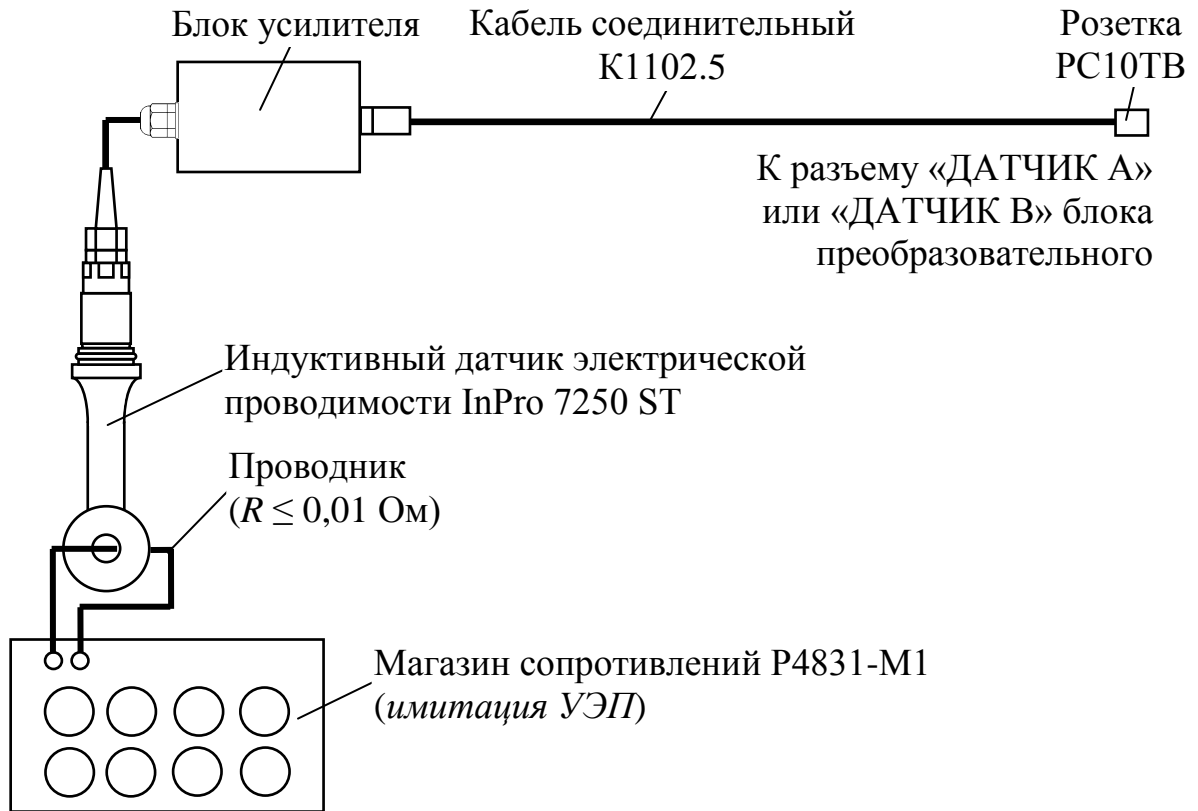 Блок усилителя
Кабель соединительный
К1102.5
Розетка
РС10ТВ
К разъему «ДАТЧИК А»
или «ДАТЧИК В» блока
преобразовательного
Индуктивный датчик электрической
проводимости InPro 7250 ST
Проводник
(R ≤ 0,01 Ом)
Магазин сопротивлений Р4831-М1
(имитация УЭП)